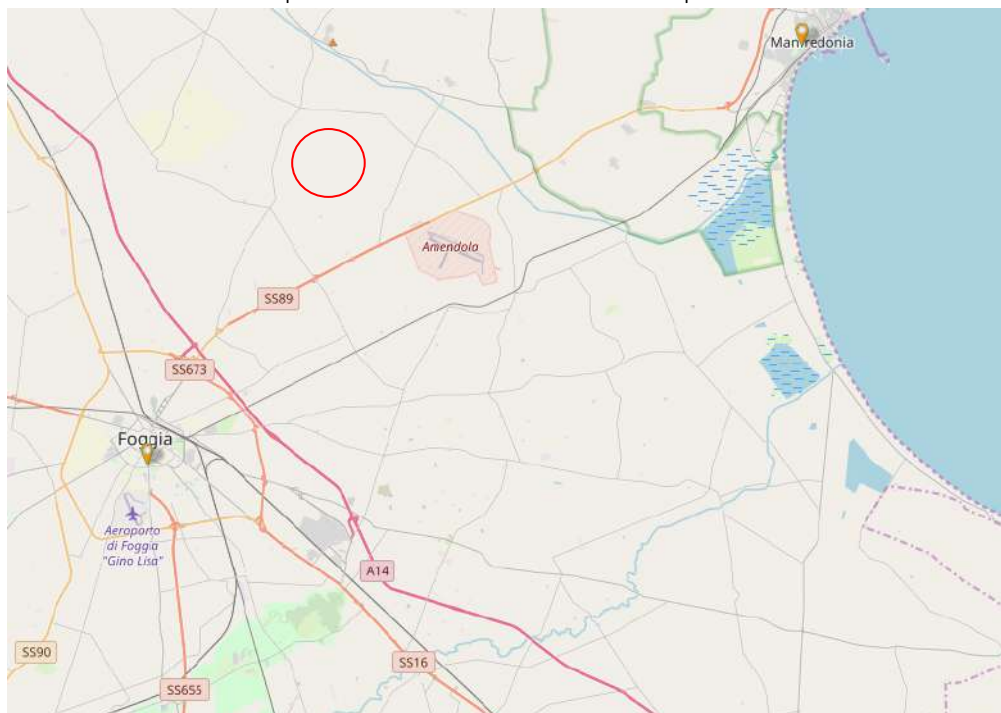 Manfredonia
Amendola
SS89
SS673
Foggia
Aeroporto
di Foggia
"Gino Lisa"
A14
SS90
SS16
SS655